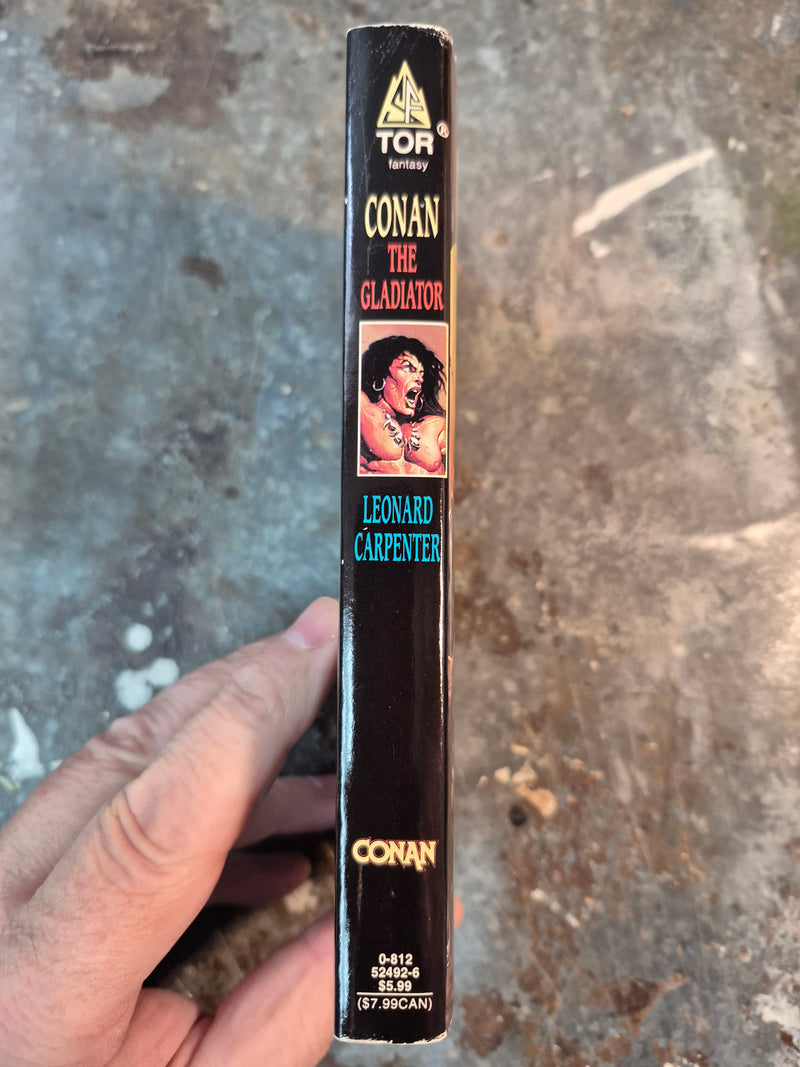 SF
TOR®
fantasy
CONAN
THE
GLADIATOR
LEONARD
CARPENTER
CONAN
0-812
52492-6
$5.99
($7.99CAN)